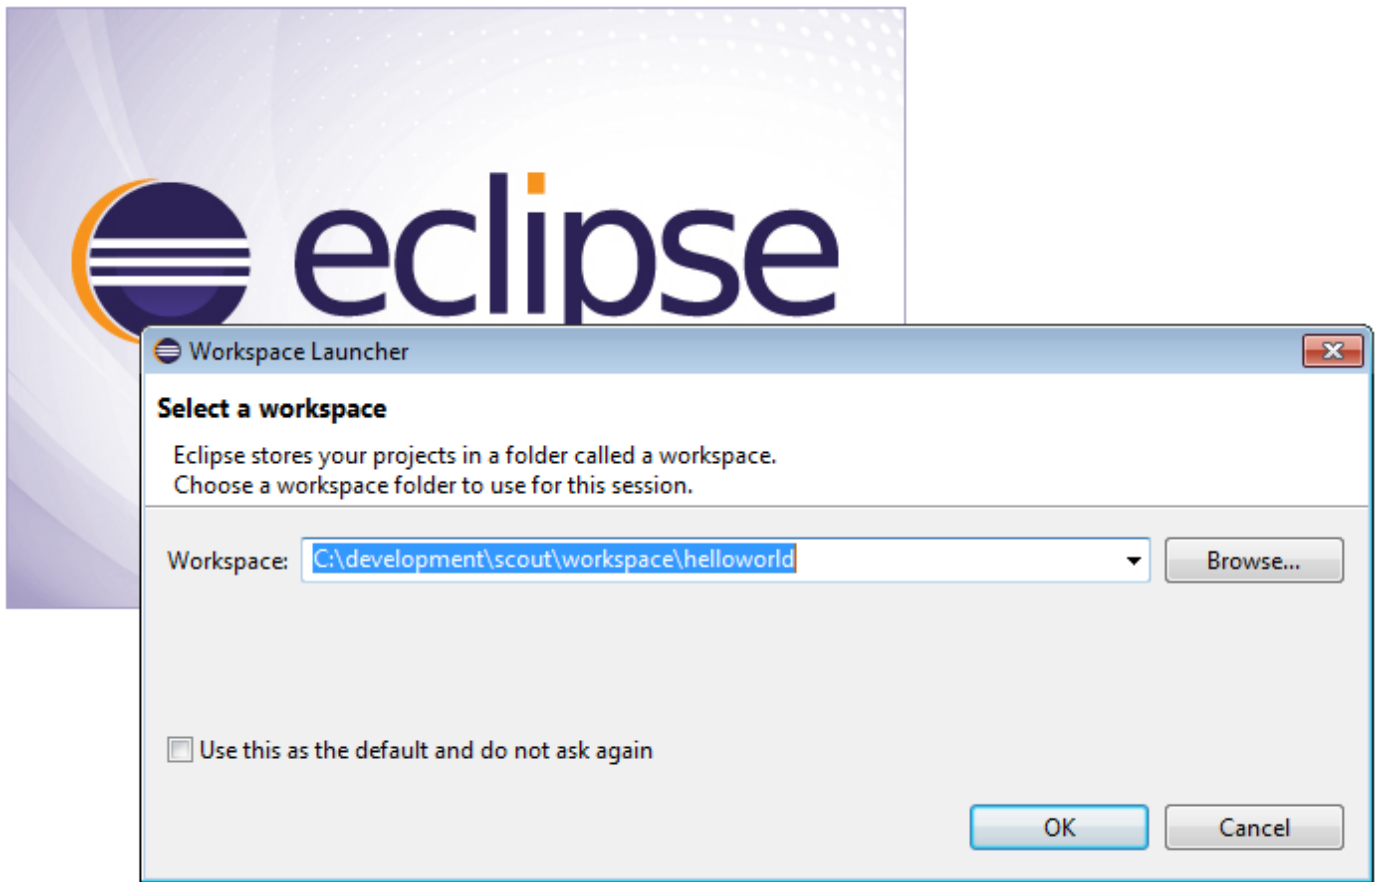 eclipse
Workspace Launcher
Select a workspace
Eclipse stores your projects in a folder called a workspace.
Choose a workspace folder to use for this session.
Workspace: C:\development\scout\workspace\helloworld Browse...
Use this as the default and do not ask again
OK Cancel